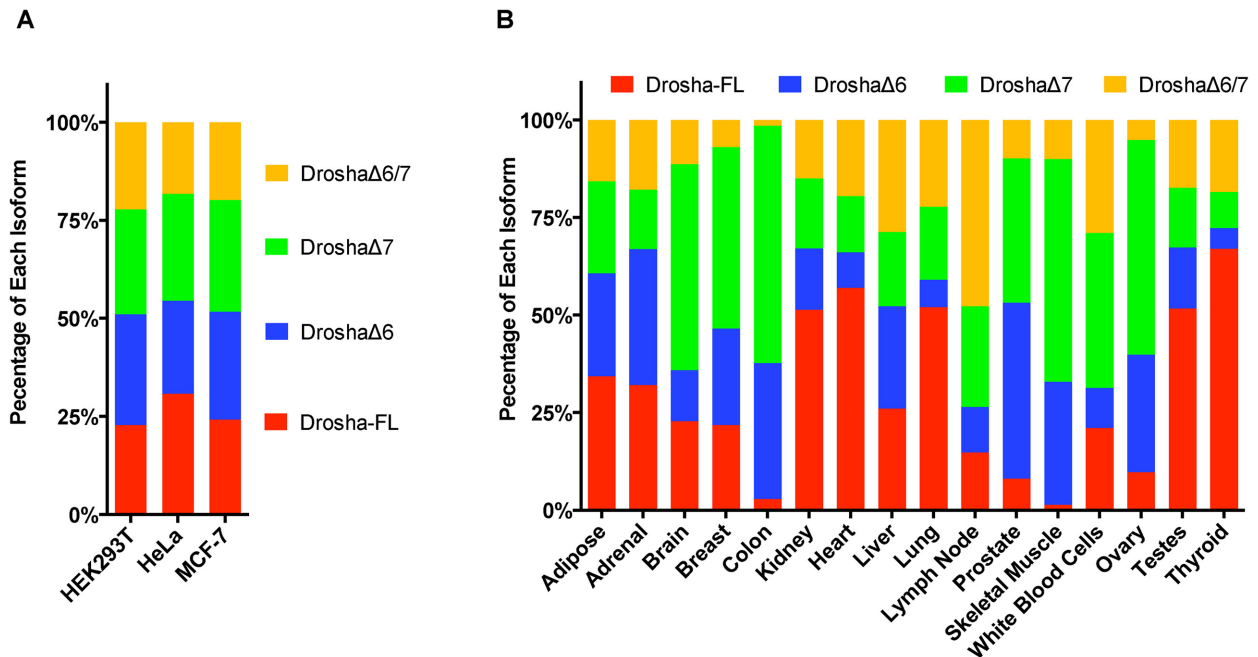 A
Pecentage of Each Isoform
100%
75%
50%
25%
0%
HEK293T
HeLa
MCF-7
DroshaΔ6/7
DroshaΔ7
DroshaΔ6
Drosha-FL
B
Drosha-FL DroshaΔ6 DroshaΔ7 DroshaΔ6/7
Pecentage of Each Isoform
100%
75%
50%
25%
0%
Adipose
Adrenal
Brain
Breast
Colon
Kidney
Heart
Liver
Lung
Lymph Node
Prostate
Skeletal Muscle
White Blood Cells
Ovary
Testes
Thyroid